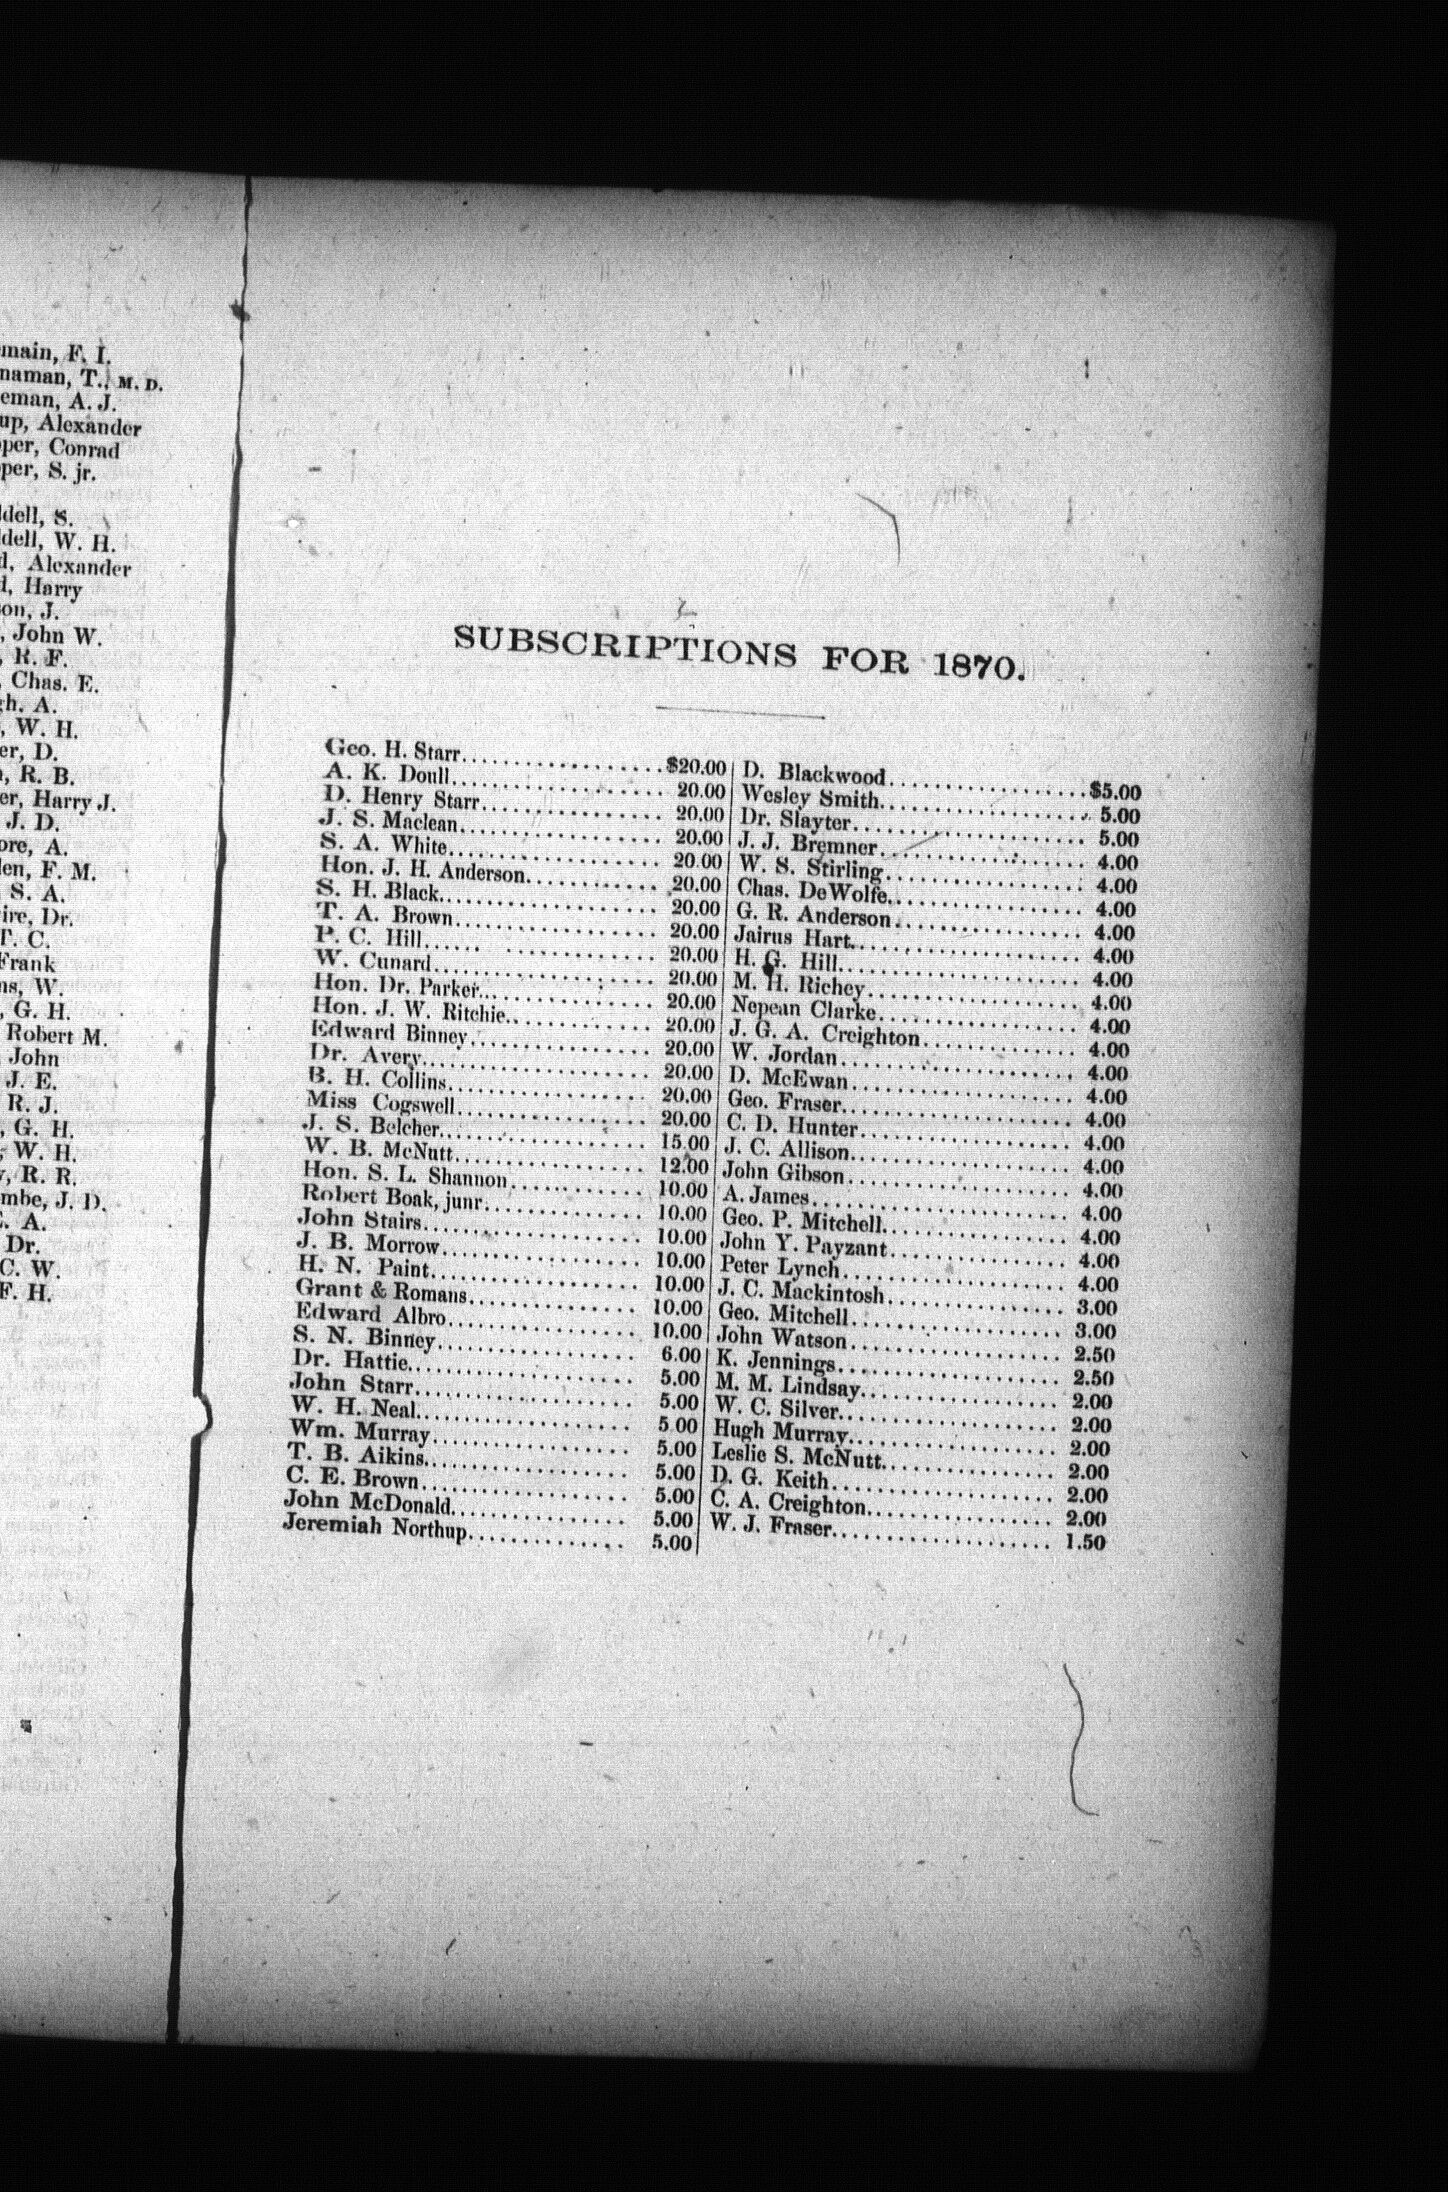 main, F. I.
naman, T., M. D.
eman, A. J.
up, Alexander
pper, Conrad
pper, S. jr.
ddell, S.
ddell, W. H.
d, Alexander
d, Harry
son, J.
, John W.
, R. F.
, Chas. E.
gh. A.
, W. H.
er, D.
, R. B.
er, Harry J.
J. D.
ore, A.
den, F. M.
S. A.
ire, Dr.
T. C.
Frank
ns, W.
, G. H.
Robert M.
John
J. E.
R. J.
, G. H.
, W. H.
, R. R.
ombe, J. D.
. A.
Dr.
C. W.
F. H.
SUBSCRIPTIONS FOR 1870.
Geo. H. Starr....................$20.00
A. K. Doull.................... 20.00
D. Henry Starr.................. 20.00
J. S. Maclean.................... 20.00
S. A. White..................... 20.00
Hon. J. H. Anderson............. 20.00
S. H. Black...................... 20.00
T. A. Brown.................... 20.00
P. C. Hill...................... 20.00
W. Cunard...................... 20.00
Hon. Dr. Parker................. 20.00
Hon. J. W. Ritchie.............. 20.00
Edward Binney.................. 20.00
Dr. Avery...................... 20.00
B. H. Collins.................... 20.00
Miss Cogswell................... 20.00
J. S. Belcher.................... 15.00
W. B. McNutt................... 12.00
Hon. S. L. Shannon............. 10.00
Robert Boak, junr............... 10.00
John Stairs...................... 10.00
J. B. Morrow.................... 10.00
H. N. Paint..................... 10.00
Grant & Romans................ 10.00
Edward Albro................... 10.00
S. N. Binney.................... 6.00
Dr. Hattie....................... 5.00
John Starr...................... 5.00
W. H. Neal..................... 5.00
Wm. Murray.................... 5.00
T. B. Aikins..................... 5.00
C. E. Brown.................... 5.00
John McDonald................. 5.00
Jeremiah Northup.............. 5.00
D. Blackwood....................$5.00
Wesley Smith.................... 5.00
Dr. Slayter...................... 5.00
J. J. Bremner.................... 4.00
W. S. Stirling.................... 4.00
Chas. DeWolfe.................. 4.00
G. R. Anderson................. 4.00
Jairus Hart...................... 4.00
H. G. Hill....................... 4.00
M. H. Richey................... 4.00
Nepean Clarke.................. 4.00
J. G. A. Creighton.............. 4.00
W. Jordan...................... 4.00
D. McEwan..................... 4.00
Geo. Fraser..................... 4.00
C. D. Hunter................... 4.00
J. C. Allison..................... 4.00
John Gibson.................... 4.00
A. James........................ 4.00
Geo. P. Mitchell................. 4.00
John Y. Payzant................ 4.00
Peter Lynch.................... 4.00
J. C. Mackintosh................ 3.00
Geo. Mitchell................... 3.00
John Watson................... 2.50
K. Jennings..................... 2.50
M. M. Lindsay.................. 2.00
W. C. Silver.................... 2.00
Hugh Murray................... 2.00
Leslie S. McNutt................ 2.00
D. G. Keith..................... 2.00
C. A. Creighton................. 2.00
W. J. Fraser.................... 1.50